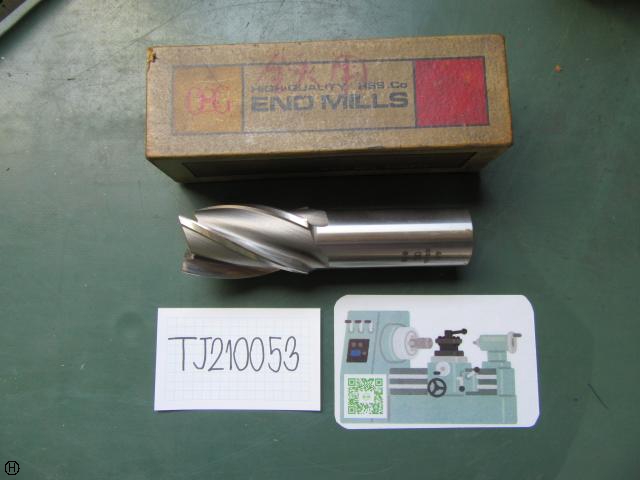 OSG
HIGH-QUALITY HSS.Co
END MILLS
TJ210053
H